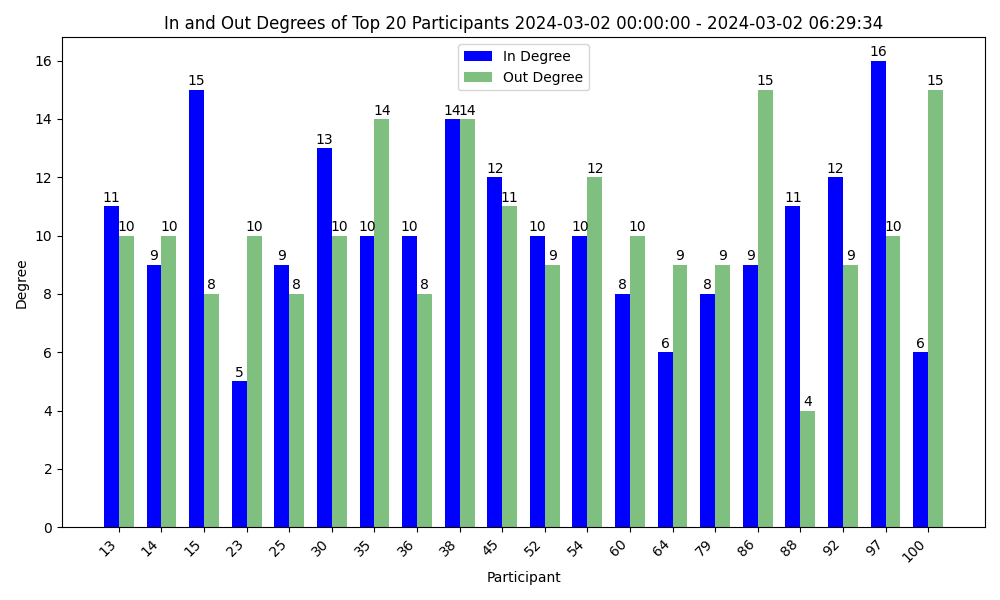 In and Out Degrees of Top 20 Participants 2024-03-02 00:00:00 - 2024-03-02 06:29:34
In Degree
Out Degree
Degree
16
14
12
10
8
6
4
2
0
11 10 9 10 15 8 5 10 9 8 13 10 10 14 10 8 14 14 12 11 10 9 10 12 8 10 6 9 8 9 9 15 11 4 12 9 16 10 6 15
13 14 15 23 25 30 35 36 38 45 52 54 60 64 79 86 88 92 97 100
Participant